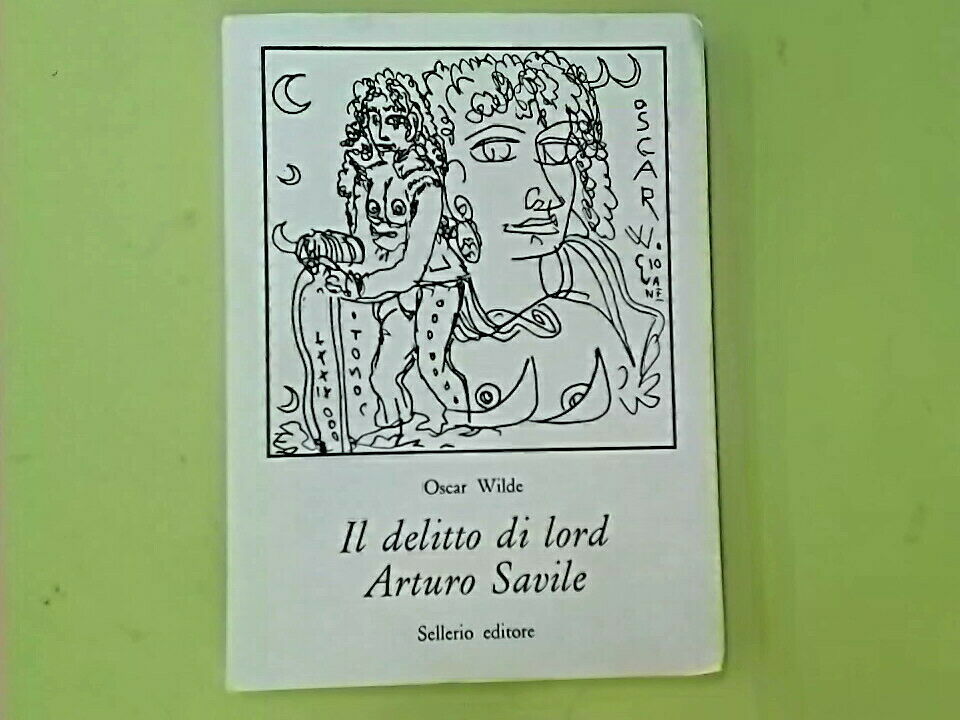 OSCAR
Oscar Wilde
Il delitto di lord
Arturo Savile
Sellerio editore